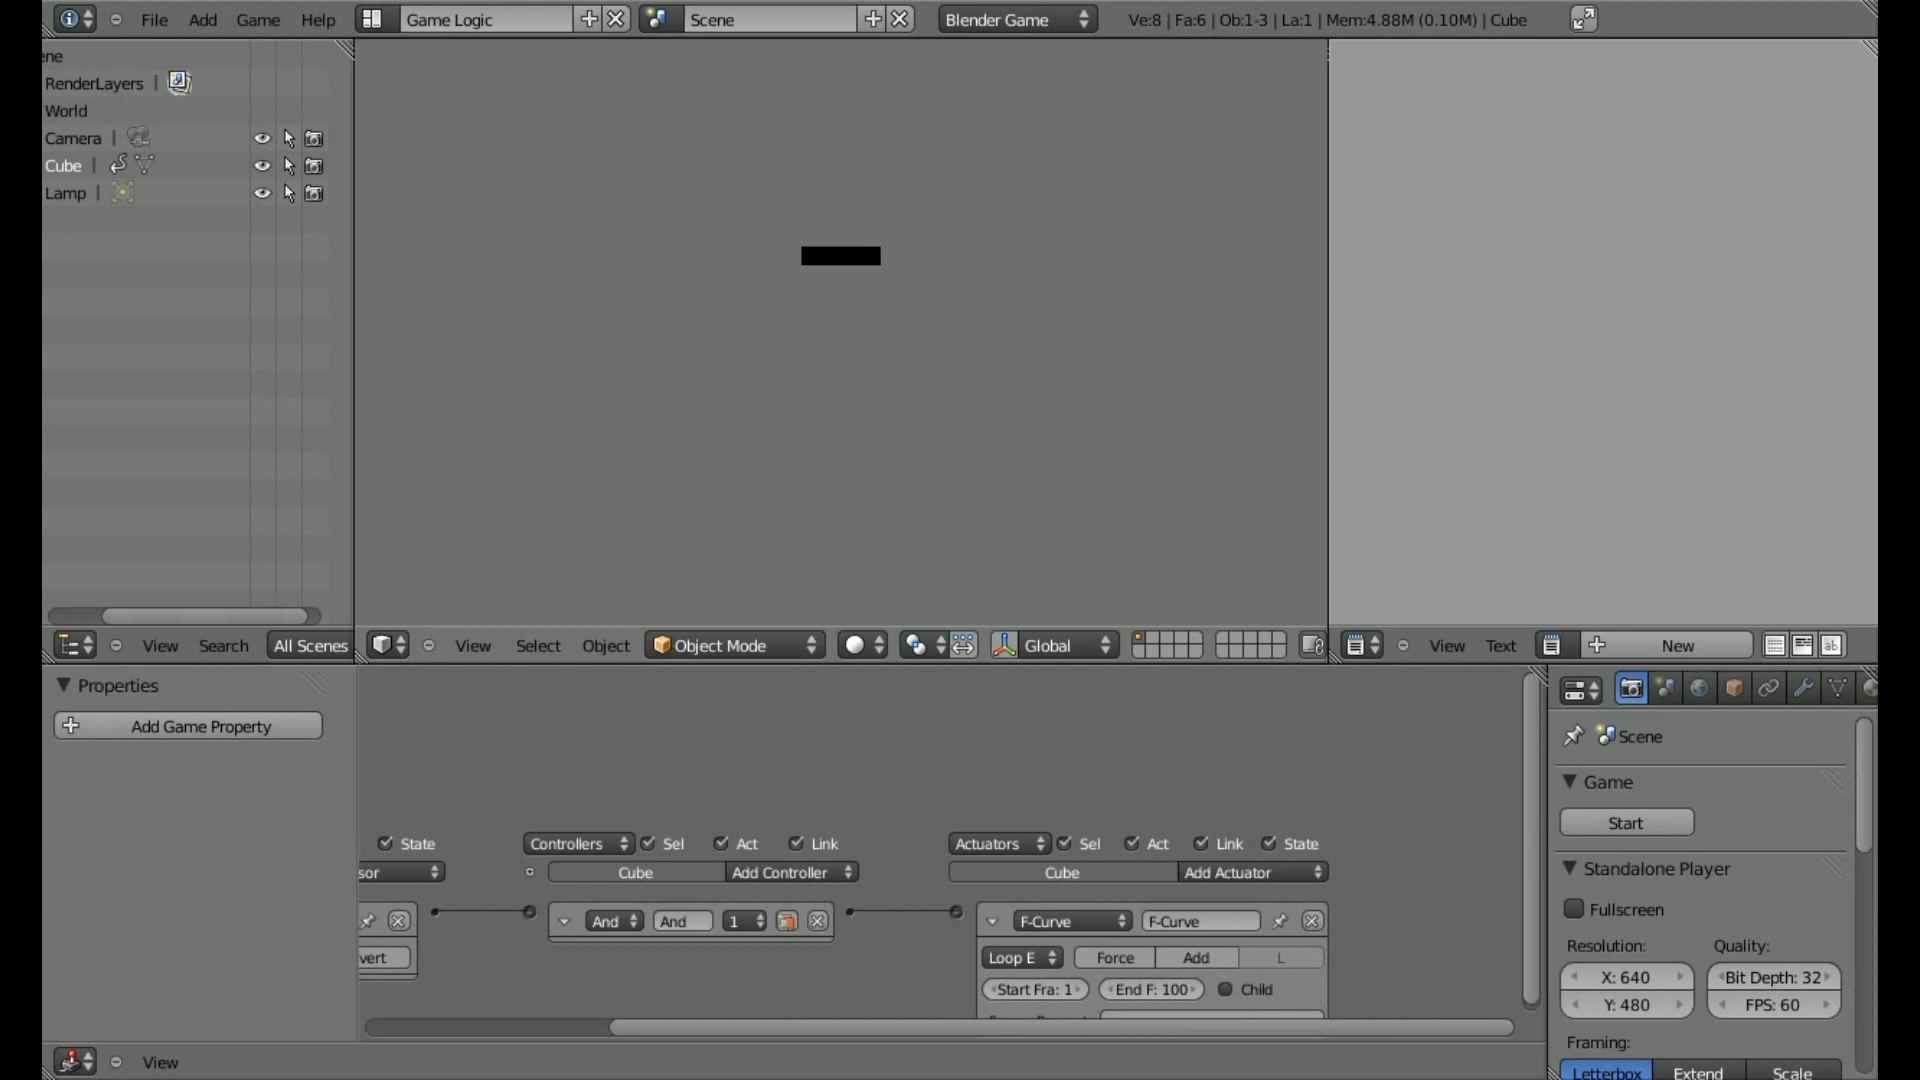 File Add Game Help Game Logic Scene Blender Game Ve:8 | Fa:6 | Ob:1-3 | La:1 | Mem:4.88M (0.10M) | Cube
ne
RenderLayers
World
Camera
Cube
Lamp
View Search All Scenes
View Select Object Object Mode Global
View Text New
Properties
Add Game Property
State Controllers Sel Act Link Actuators Sel Act Link State
sor Cube Add Controller Cube Add Actuator
And And 1 F-Curve F-Curve
vert Loop E Force Add L
Start Fra: 1 End F: 100 Child
View
Scene
Game
Start
Standalone Player
Fullscreen
Resolution: Quality:
X: 640 Bit Depth: 32
Y: 480 FPS: 60
Framing:
Letterbox Extend Scale